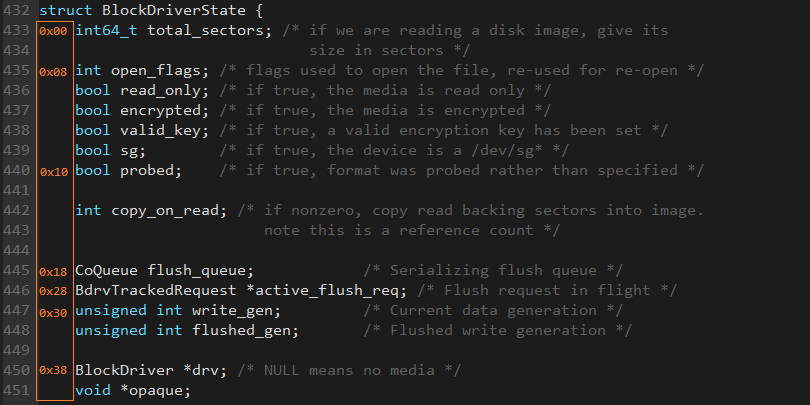 432 struct BlockDriverState {
433 0x00 int64_t total_sectors; /* if we are reading a disk image, give its
434 size in sectors */
435 0x08 int open_flags; /* flags used to open the file, re-used for re-open */
436 bool read_only; /* if true, the media is read only */
437 bool encrypted; /* if true, the media is encrypted */
438 bool valid_key; /* if true, a valid encryption key has been set */
439 bool sg; /* if true, the device is a /dev/sg* */
440 0x10 bool probed; /* if true, format was probed rather than specified */
441
442 int copy_on_read; /* if nonzero, copy read backing sectors into image.
443 note this is a reference count */
444
445 0x18 CoQueue flush_queue; /* Serializing flush queue */
446 0x28 BdrvTrackedRequest *active_flush_req; /* Flush request in flight */
447 0x30 unsigned int write_gen; /* Current data generation */
448 unsigned int flushed_gen; /* Flushed write generation */
449
450 0x38 BlockDriver *drv; /* NULL means no media */
451 void *opaque;